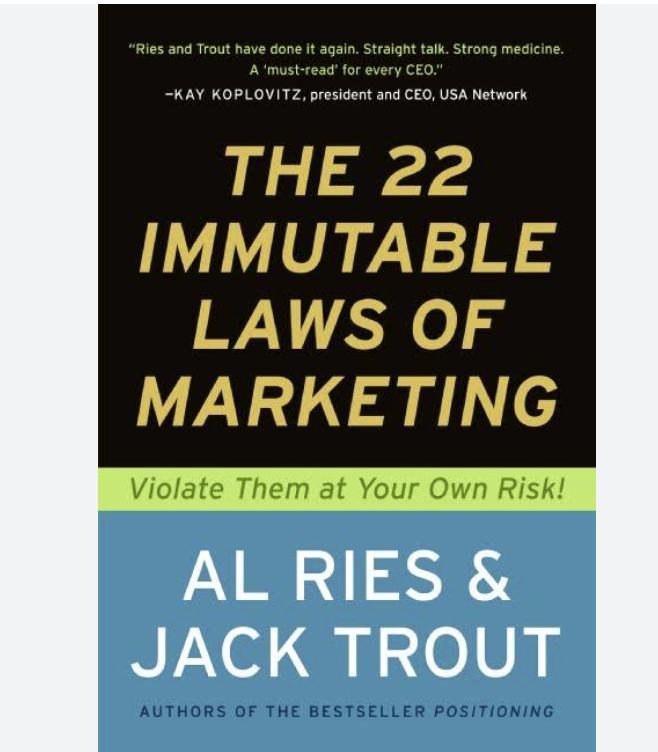 “Ries and Trout have done it again. Straight talk. Strong medicine.
A ‘must-read’ for every CEO.”
—KAY KOPLOVITZ, president and CEO, USA Network
THE 22
IMMUTABLE
LAWS OF
MARKETING
Violate Them at Your Own Risk!
AL RIES &
JACK TROUT
AUTHORS OF THE BESTSELLER POSITIONING